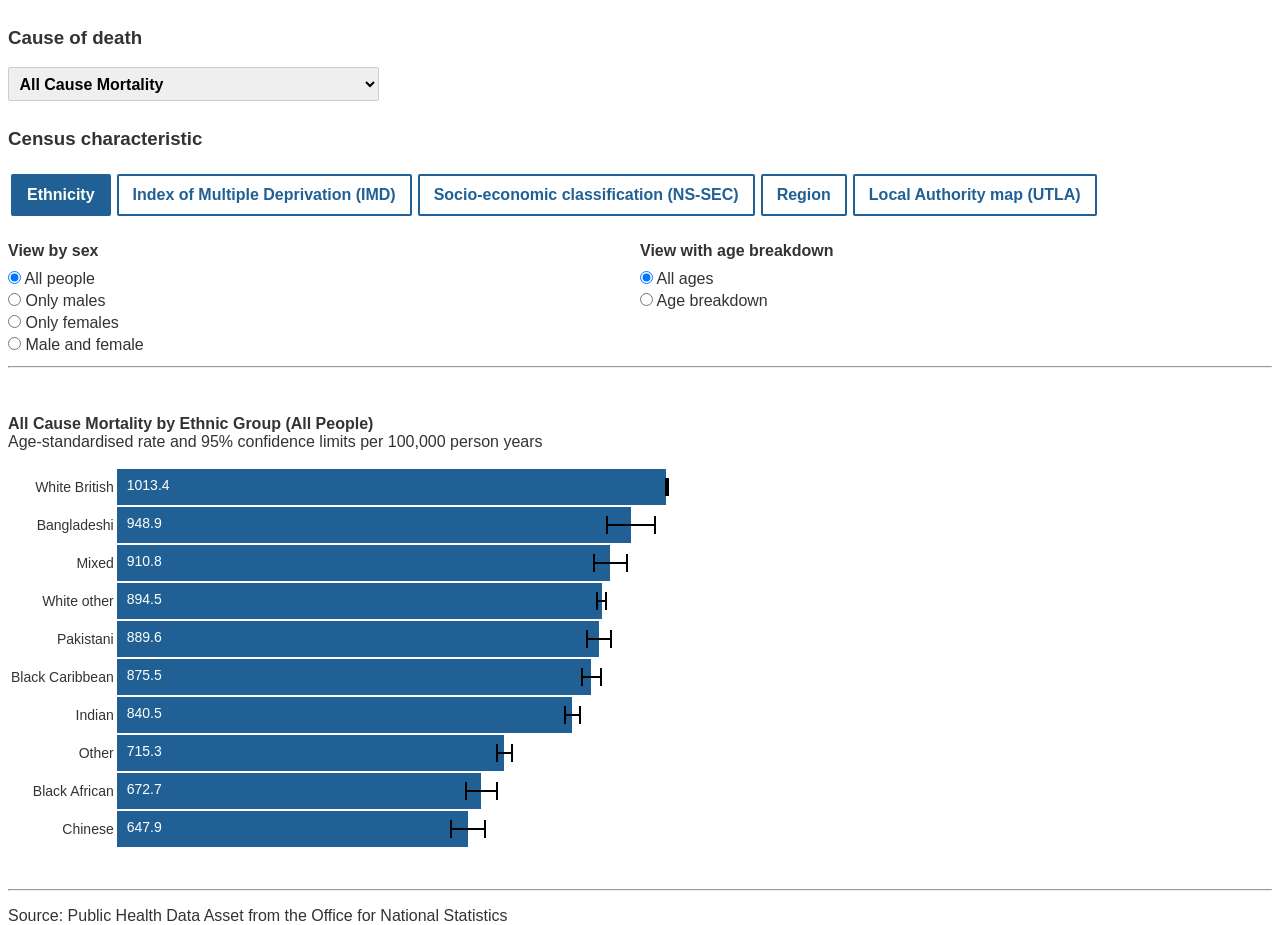 Cause of death
All Cause Mortality
Census characteristic
Ethnicity Index of Multiple Deprivation (IMD) Socio-economic classification (NS-SEC) Region Local Authority map (UTLA)
View by sex View with age breakdown
All people All ages
Only males Age breakdown
Only females
Male and female
All Cause Mortality by Ethnic Group (All People)
Age-standardised rate and 95% confidence limits per 100,000 person years
White British 1013.4
Bangladeshi 948.9
Mixed 910.8
White other 894.5
Pakistani 889.6
Black Caribbean 875.5
Indian 840.5
Other 715.3
Black African 672.7
Chinese 647.9
Source: Public Health Data Asset from the Office for National Statistics